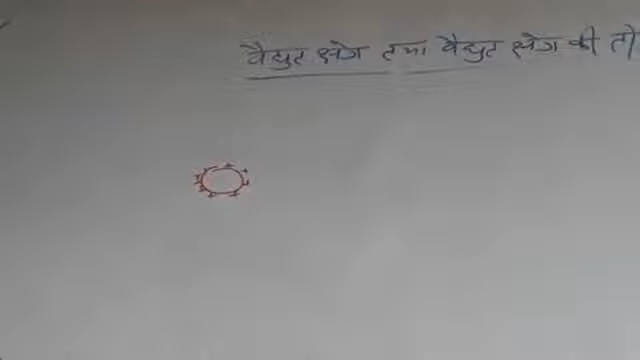 वैद्युत क्षेत्र तथा वैद्युत क्षेत्र की ती